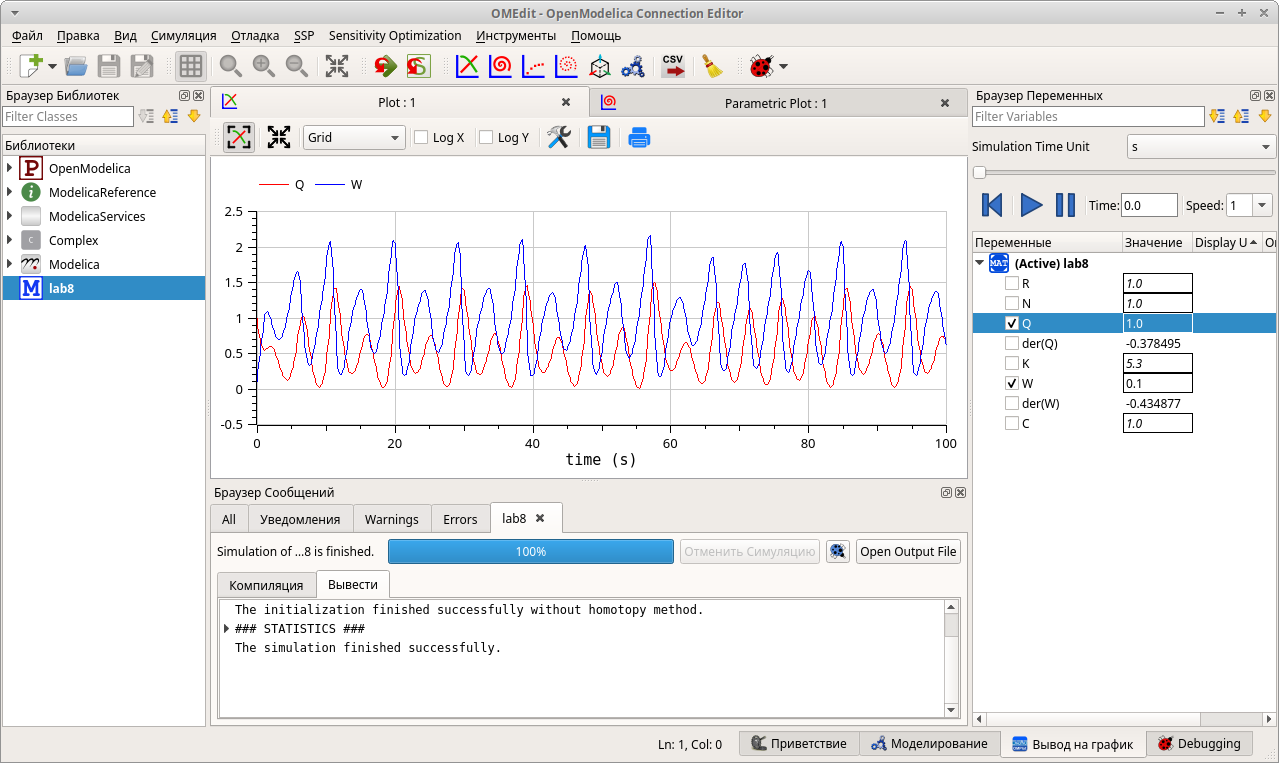 OMEdit - OpenModelica Connection Editor
Файл Правка Вид Симуляция Отладка SSP Sensitivity Optimization Инструменты Помощь
CSV
Браузер Библиотек
Filter Classes
Библиотеки
OpenModelica
ModelicaReference
ModelicaServices
Complex
Modelica
lab8
Plot : 1
Parametric Plot : 1
Grid Log X Log Y
Q W
2.5
2
1.5
1
0.5
0
-0.5
0 20 40 60 80 100
time (s)
Браузер Сообщений
All Уведомления Warnings Errors lab8
Simulation of ...8 is finished. 100% Отменить Симуляцию Open Output File
Компиляция Вывести
The initialization finished successfully without homotopy method.
### STATISTICS ###
The simulation finished successfully.
Браузер Переменных
Filter Variables
Simulation Time Unit s
Time: 0.0 Speed: 1
Переменные Значение Display U
MAT (Active) lab8
R 1.0
N 1.0
Q 1.0
der(Q) -0.378495
K 5.3
W 0.1
der(W) -0.434877
C 1.0
Ln: 1, Col: 0 Приветствие Моделирование Вывод на график Debugging